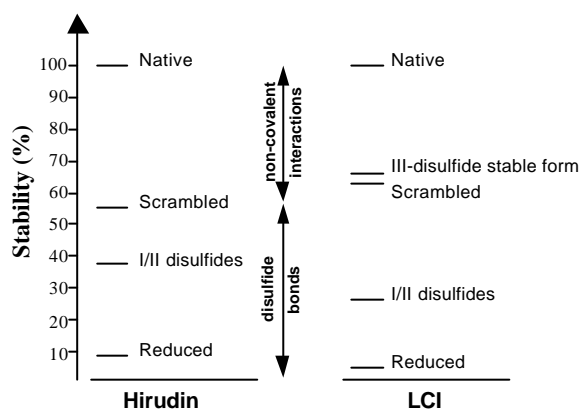 Stability (%)
100
90
80
70
60
50
40
30
20
10
Native
Scrambled
I/II disulfides
Reduced
Hirudin
non-covalent
interactions
disulfide
bonds
Native
III-disulfide stable form
Scrambled
I/II disulfides
Reduced
LCI